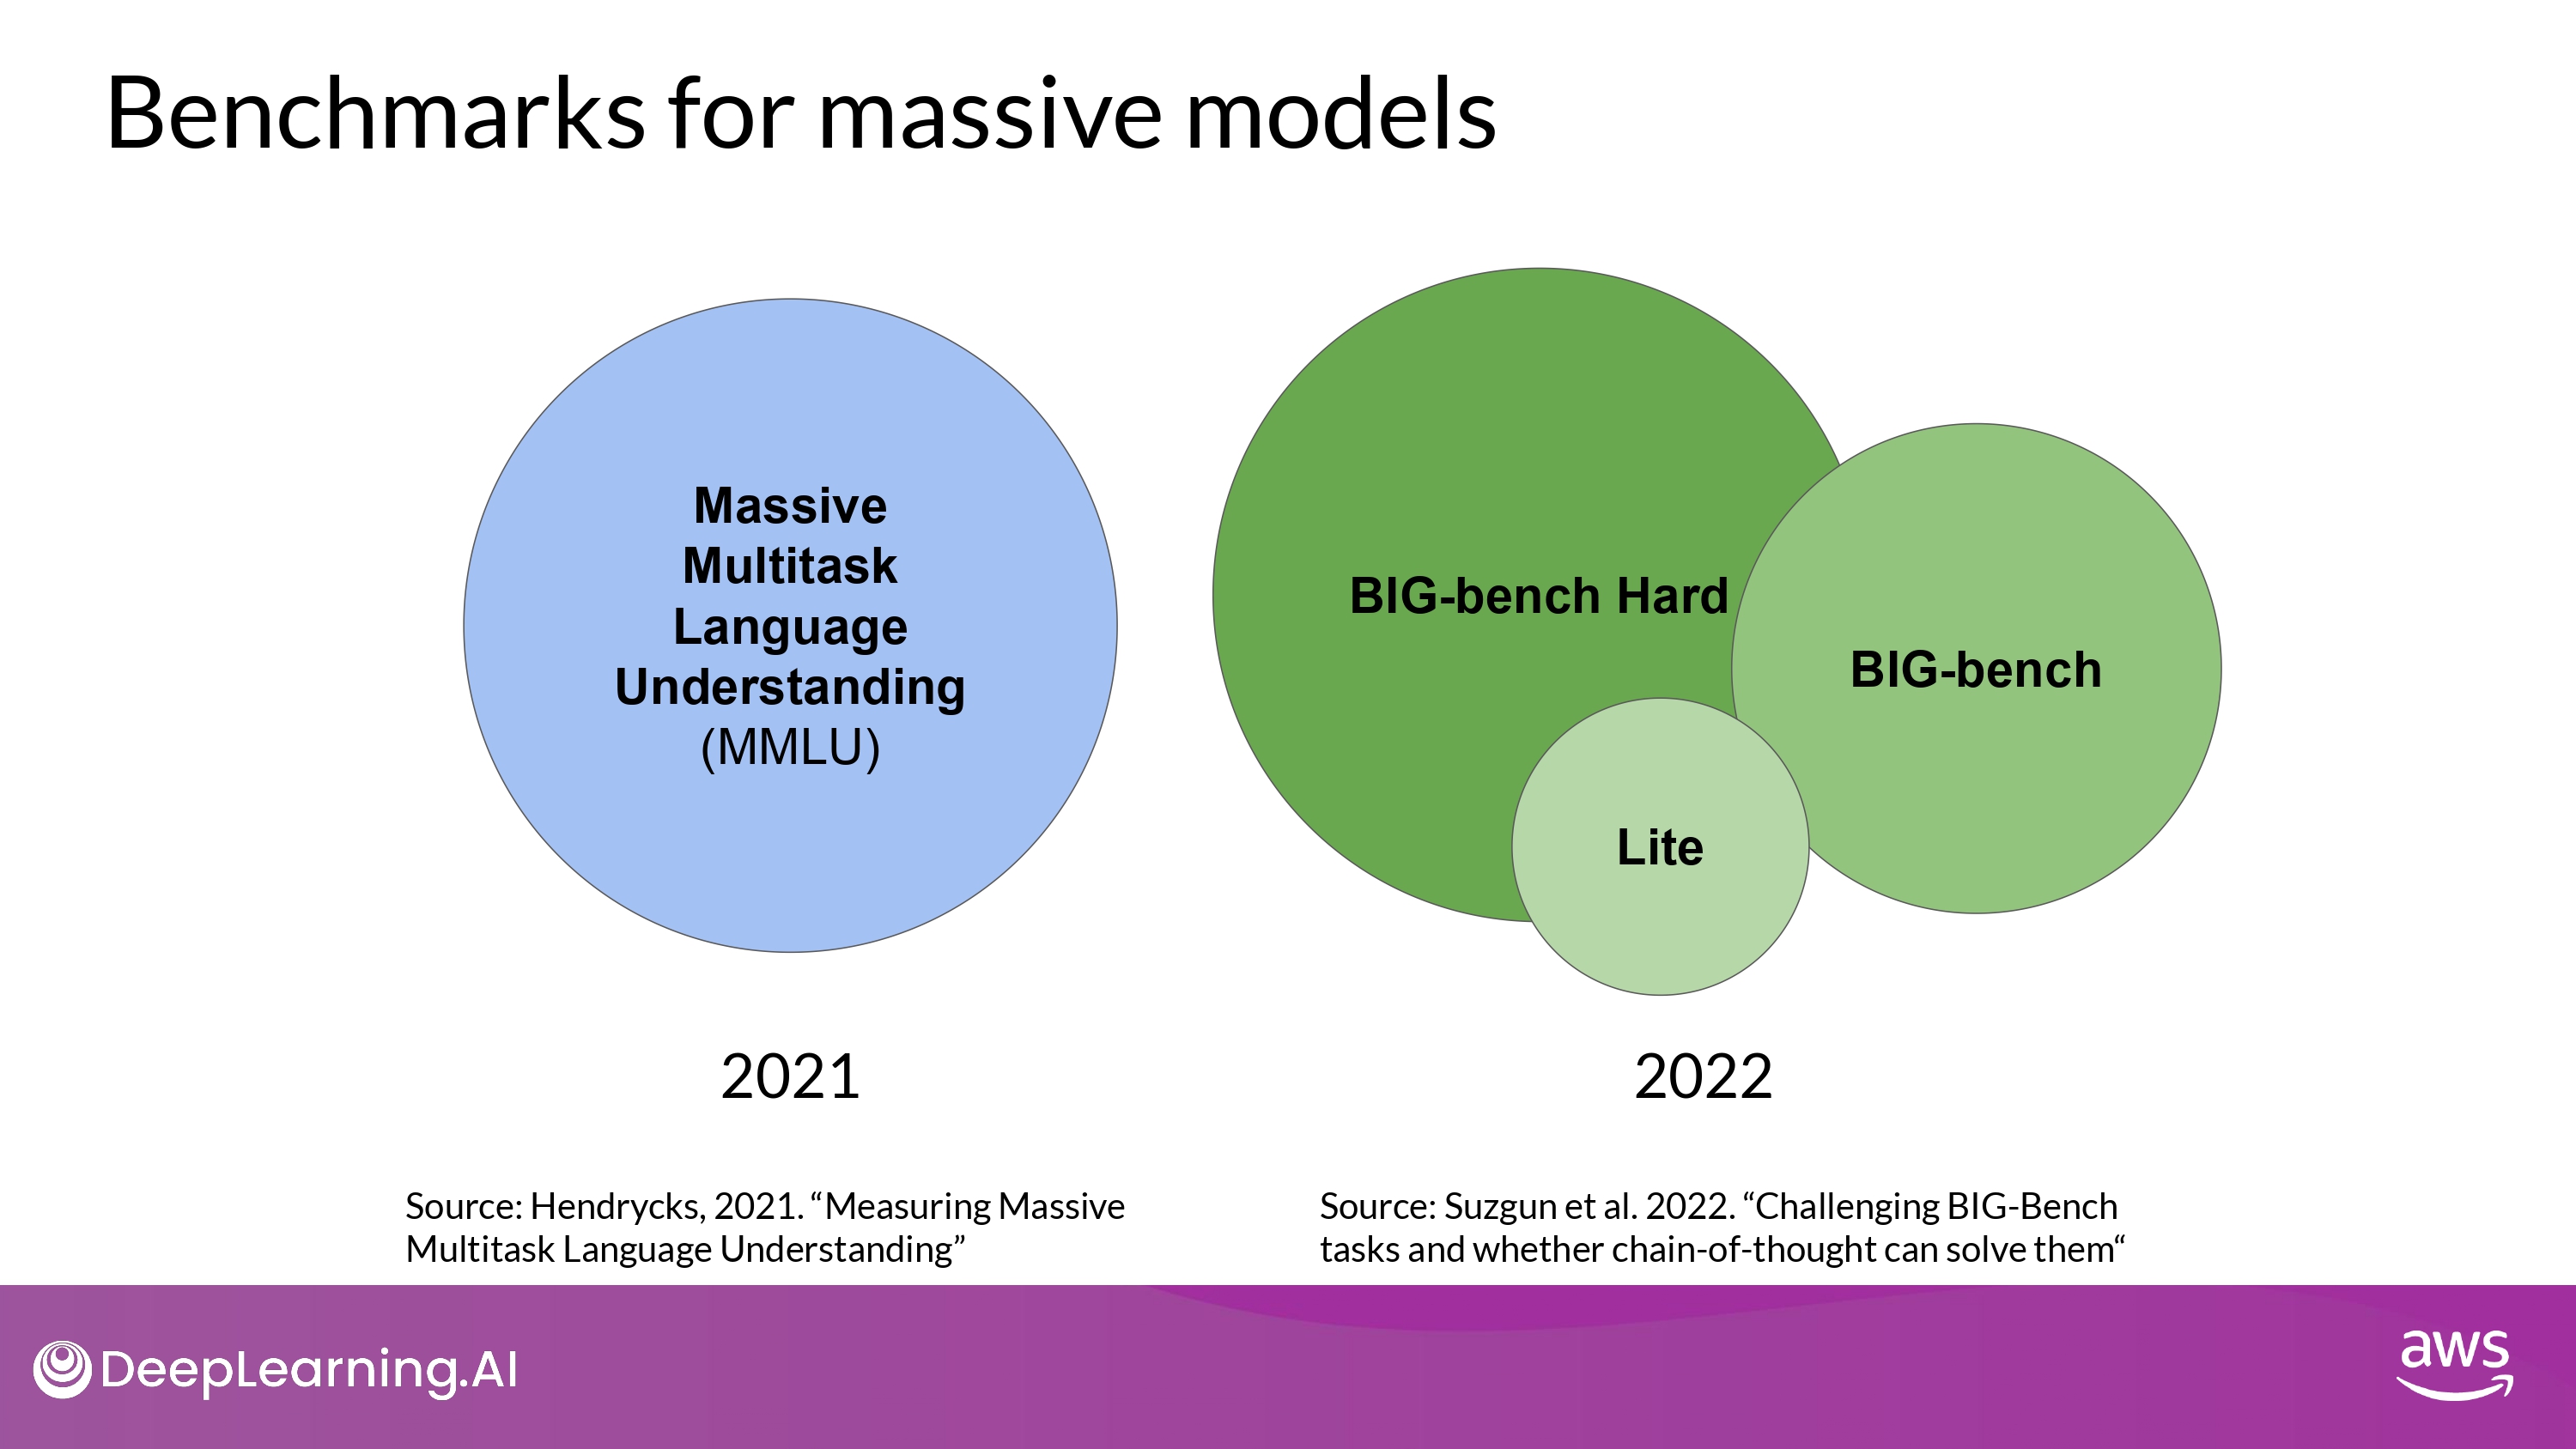 Benchmarks for massive models
Massive
Multitask
Language
Understanding
(MMLU)
BIG-bench Hard
BIG-bench
Lite
2021
2022
Source: Hendrycks, 2021. “Measuring Massive
Multitask Language Understanding”
Source: Suzgun et al. 2022. “Challenging BIG-Bench
tasks and whether chain-of-thought can solve them“
DeepLearning.AI
aws